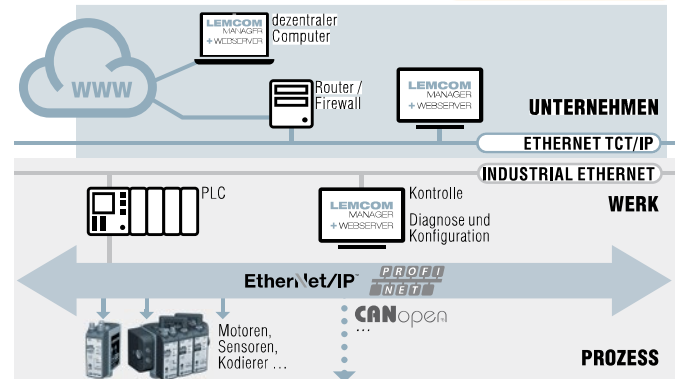 LEMCOM
MANAGER
+ WEBSERVER
dezentraler
Computer
WWW
Router /
Firewall
LEMCOM
MANAGER
+ WEBSERVER
UNTERNEHMEN
ETHERNET TCT/IP
INDUSTRIAL ETHERNET
WERK
PLC
LEMCOM
MANAGER
+ WEBSERVER
Kontrolle
Diagnose und
Konfiguration
EtherNet/IP™
PROFI
NET
CANopen
...
Motoren,
Sensoren,
Kodierer ...
PROZESS